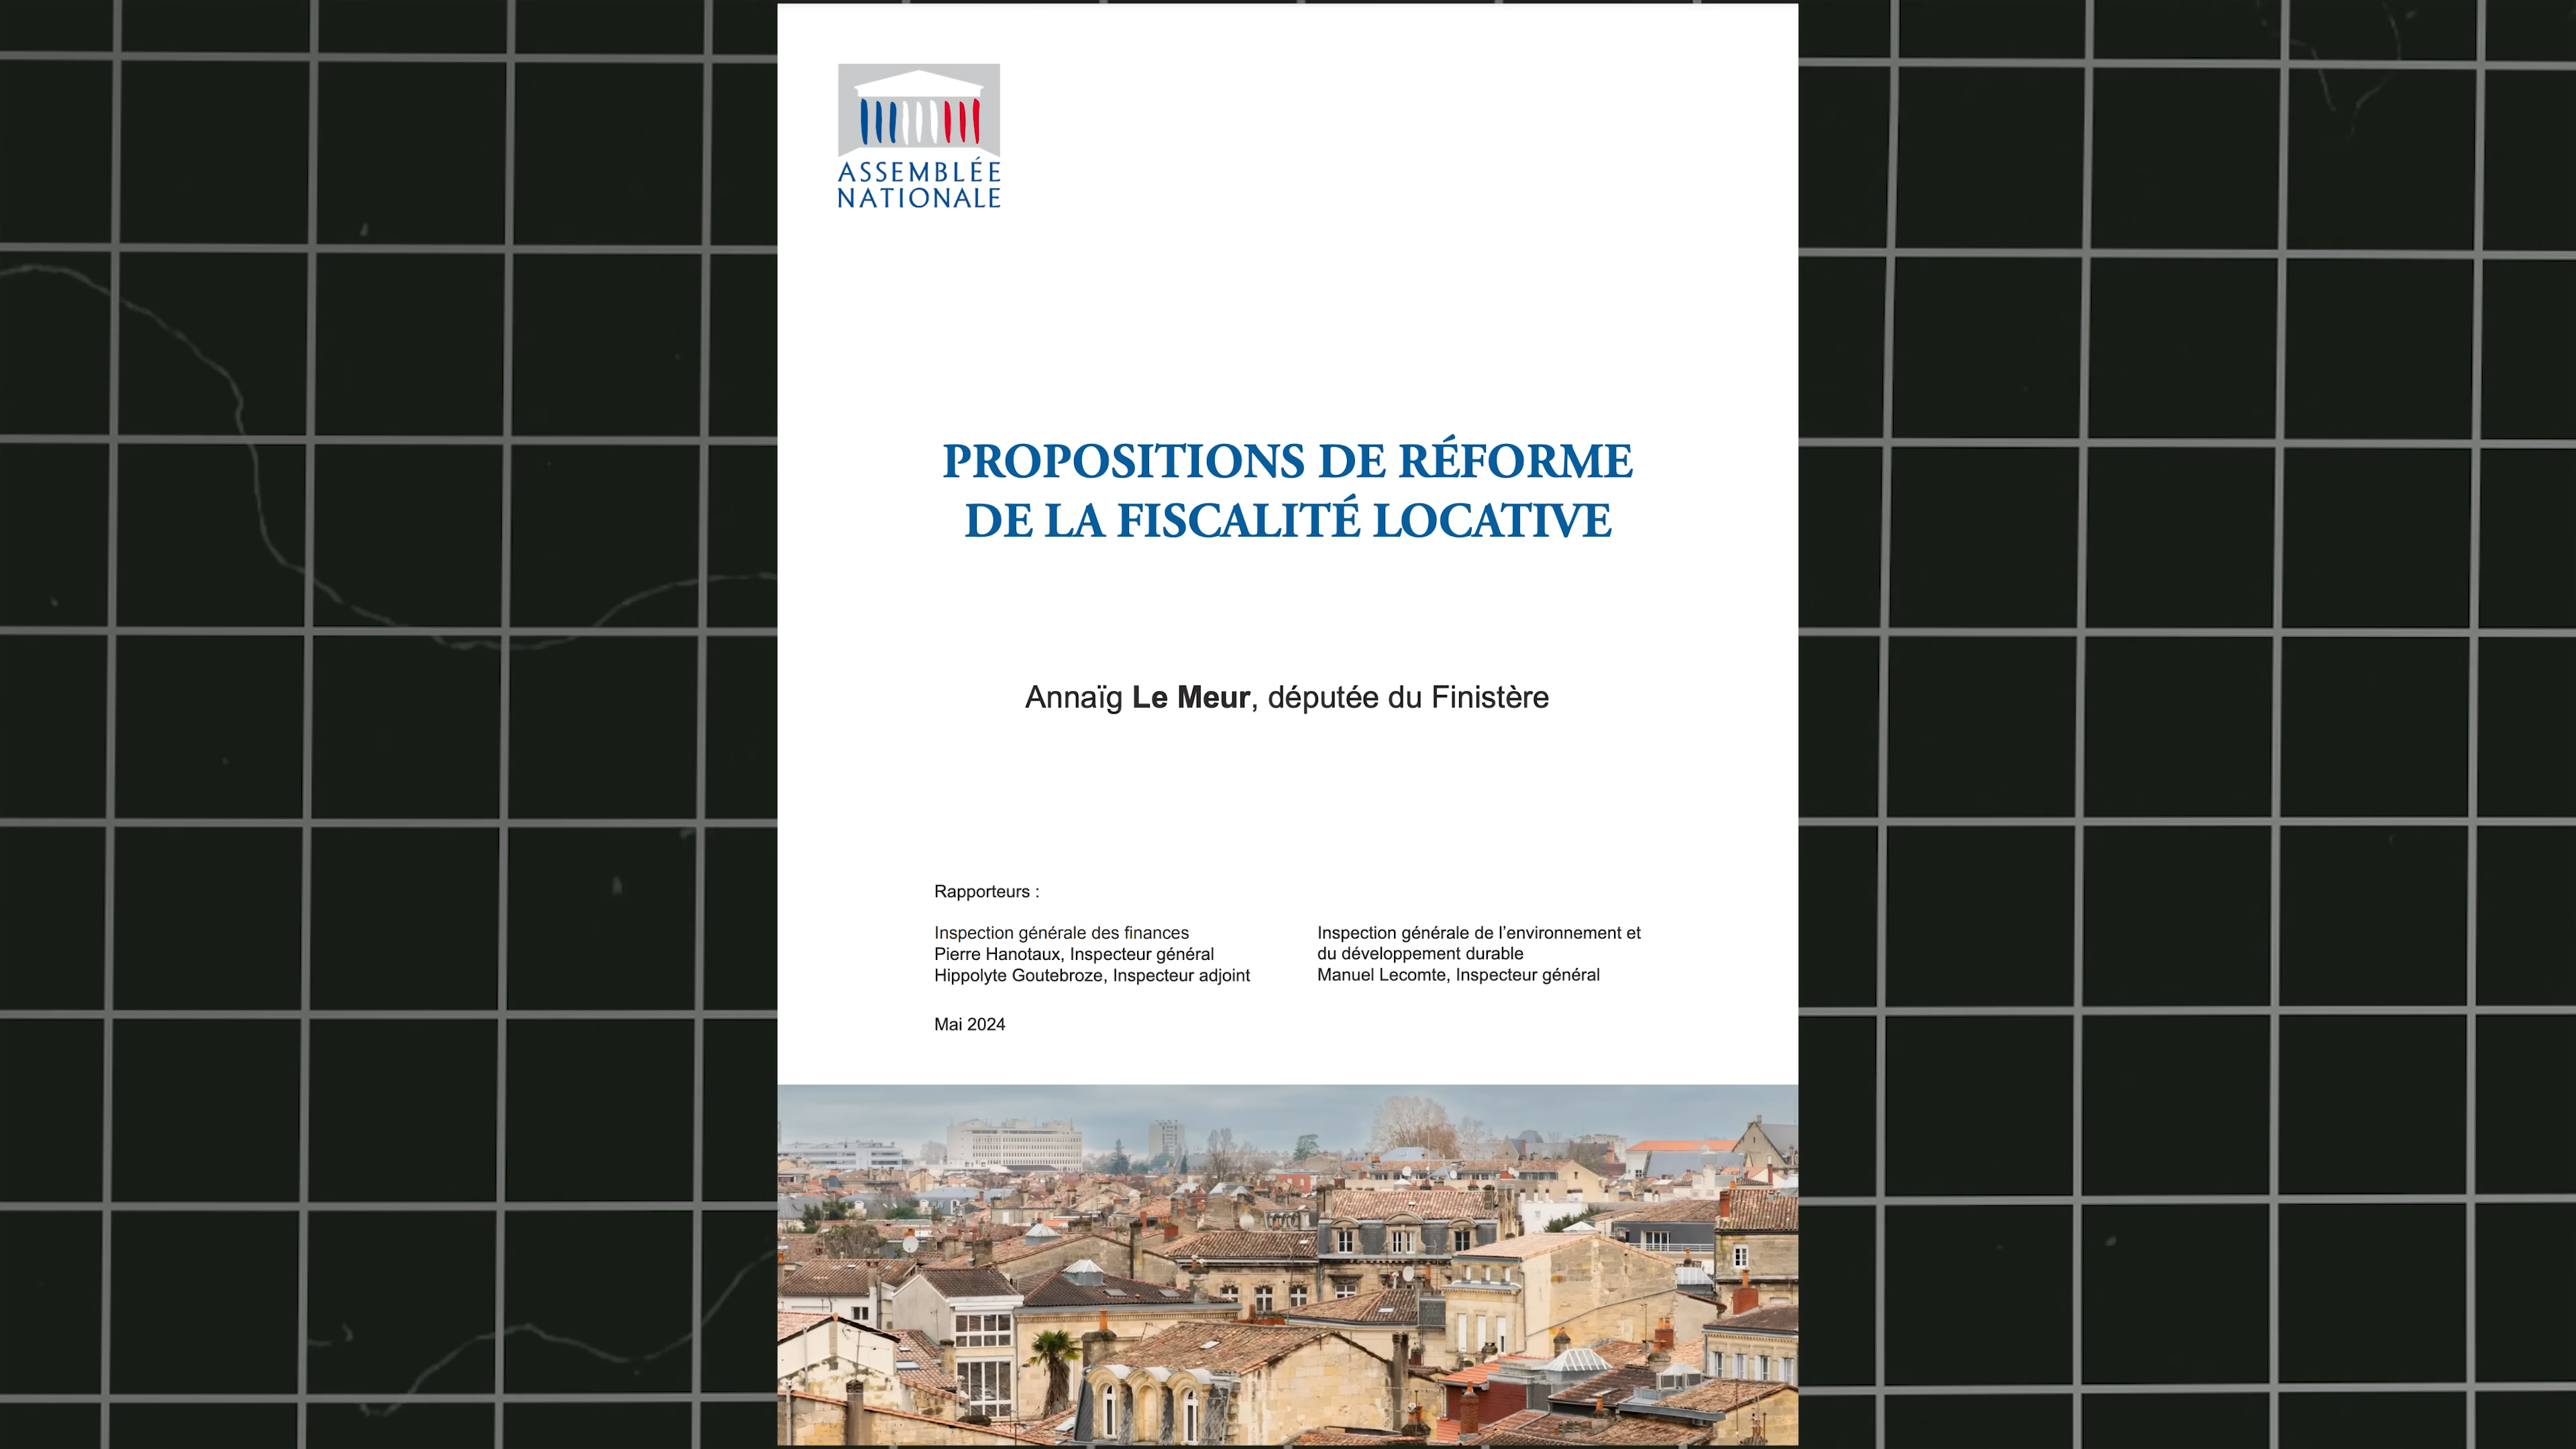 ASSEMBLÉE
NATIONALE
PROPOSITIONS DE RÉFORME
DE LA FISCALITÉ LOCATIVE
Annaïg Le Meur, députée du Finistère
Rapporteurs :
Inspection générale des finances
Pierre Hanotaux, Inspecteur général
Hippolyte Goutebroze, Inspecteur adjoint
Inspection générale de l’environnement et
du développement durable
Manuel Lecomte, Inspecteur général
Mai 2024